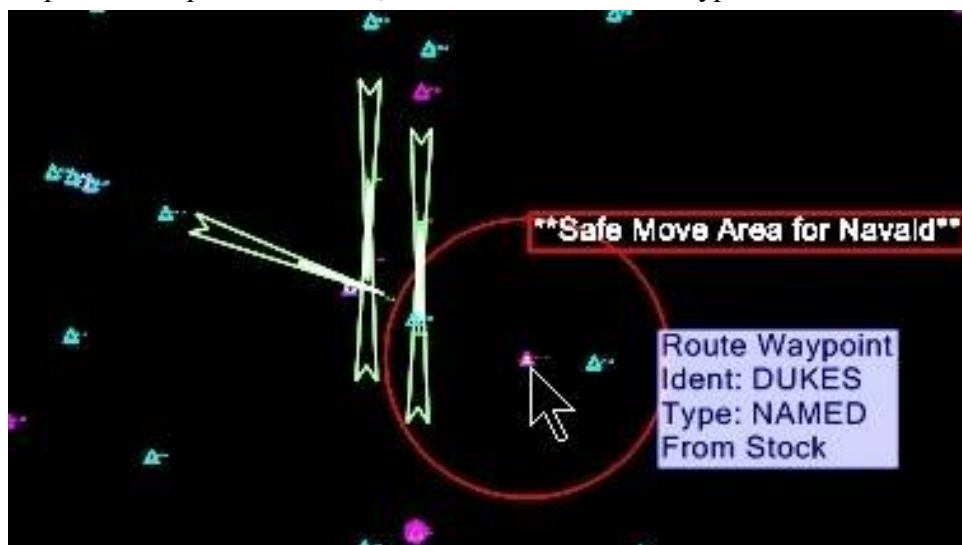 **Safe Move Area for Navaid**
Route Waypoint
Ident: DUKES
Type: NAMED
From Stock